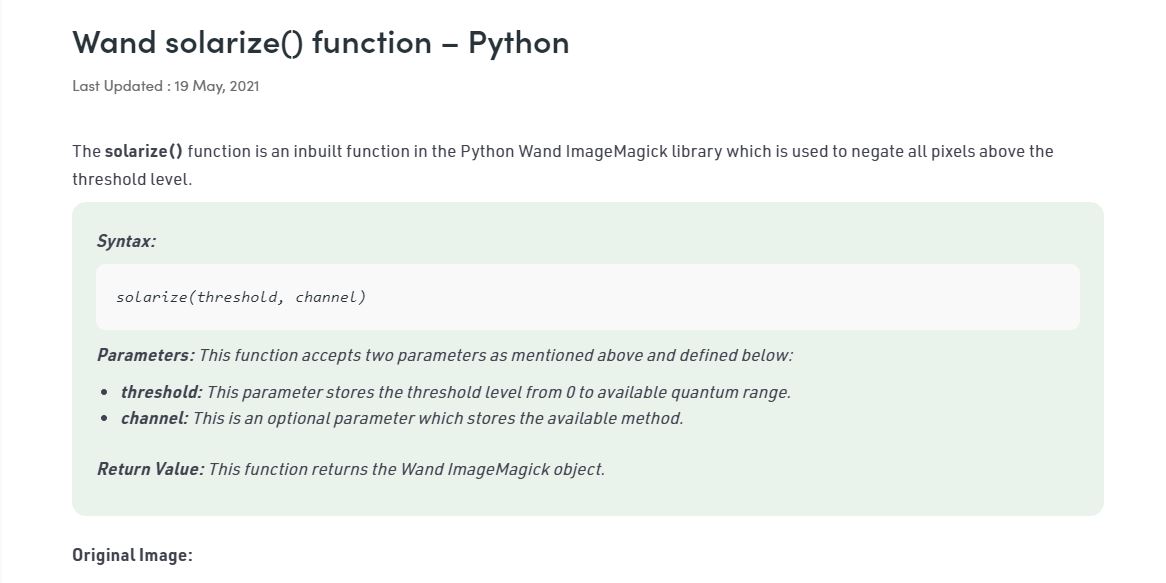 Wand solarize() function – Python
Last Updated : 19 May, 2021
The solarize() function is an inbuilt function in the Python Wand ImageMagick library which is used to negate all pixels above the
threshold level.
Syntax:
solarize(threshold, channel)
Parameters: This function accepts two parameters as mentioned above and defined below:
• threshold: This parameter stores the threshold level from 0 to available quantum range.
• channel: This is an optional parameter which stores the available method.
Return Value: This function returns the Wand ImageMagick object.
Original Image: